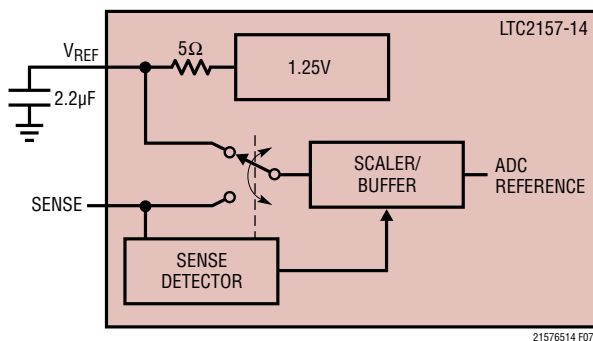 LTC2157-14
VREF
5Ω
1.25V
2.2µF
SCALER/
BUFFER
ADC
REFERENCE
SENSE
SENSE
DETECTOR
21576514 F07